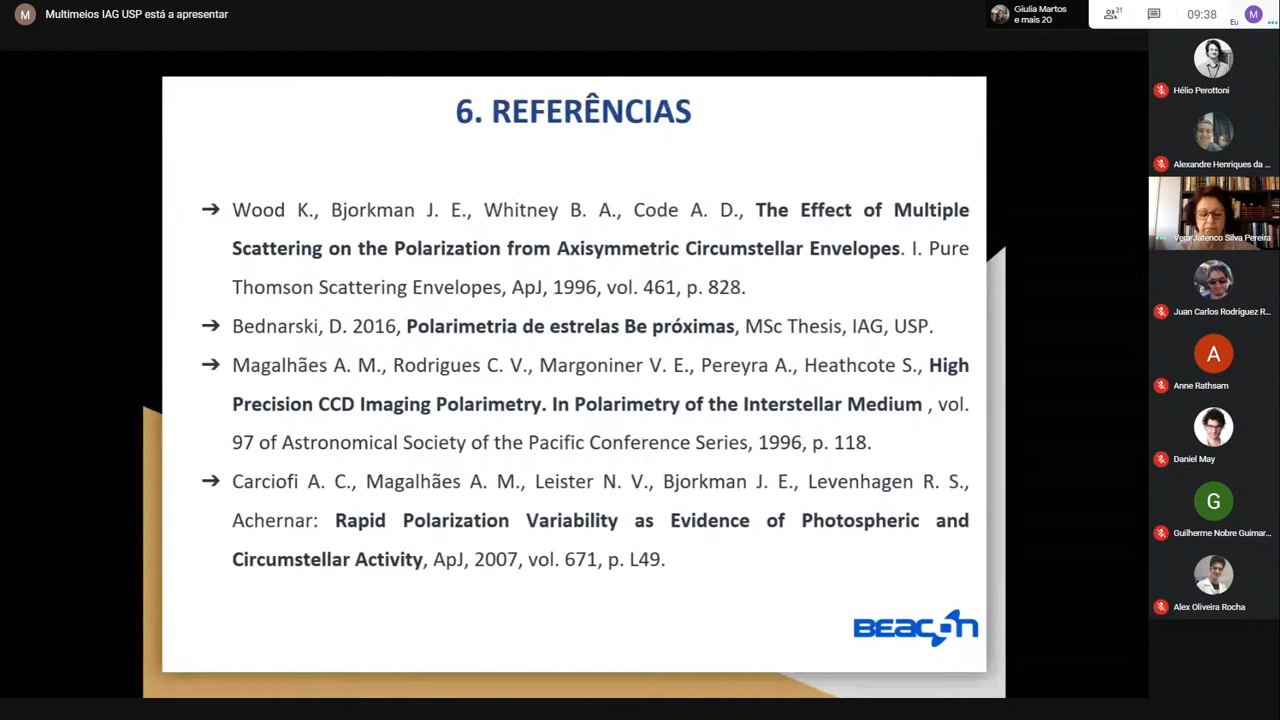 M
Multimeios IAG USP está a apresentar
Giulia Martos
e mais 20
31
09:38
Eu
M
6. REFERÊNCIAS
➔ Wood K., Bjorkman J. E., Whitney B. A., Code A. D., The Effect of Multiple
Scattering on the Polarization from Axisymmetric Circumstellar Envelopes. I. Pure
Thomson Scattering Envelopes, ApJ, 1996, vol. 461, p. 828.
➔ Bednarski, D. 2016, Polarimetria de estrelas Be próximas, MSc Thesis, IAG, USP.
➔ Magalhães A. M., Rodrigues C. V., Margoniner V. E., Pereyra A., Heathcote S., High
Precision CCD Imaging Polarimetry. In Polarimetry of the Interstellar Medium , vol.
97 of Astronomical Society of the Pacific Conference Series, 1996, p. 118.
➔ Carciofi A. C., Magalhães A. M., Leister N. V., Bjorkman J. E., Levenhagen R. S.,
Achernar: Rapid Polarization Variability as Evidence of Photospheric and
Circumstellar Activity, ApJ, 2007, vol. 671, p. L49.
BEACON
Hélio Perottoni
Alexandre Henriques da ...
Vera Jatenco Silva Pereira
Juan Carlos Rodríguez R...
A
Anne Rathsam
Daniel May
G
Guilherme Nobre Guimar...
Alex Oliveira Rocha